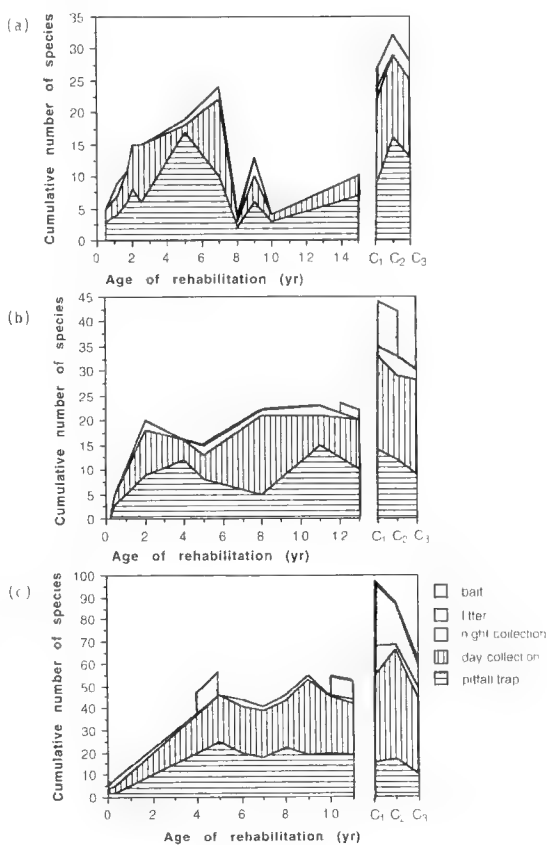 (a)
Cumulative number of species
35
30
25
20
15
10
5
0
0 2 4 6 8 10 12 14
C1 C2 C3
Age of rehabilitation (yr)
(b)
Cumulative number of species
45
40
35
30
25
20
15
10
5
0
0 2 4 6 8 10 12
C1 C2 C3
Age of rehabilitation (yr)
(c)
Cumulative number of species
100
90
80
70
60
50
40
30
20
10
0
0 2 4 6 8 10
C1 C2 C3
Age of rehabilitation (yr)
bait
litter
night collection
day collection
pitfall trap